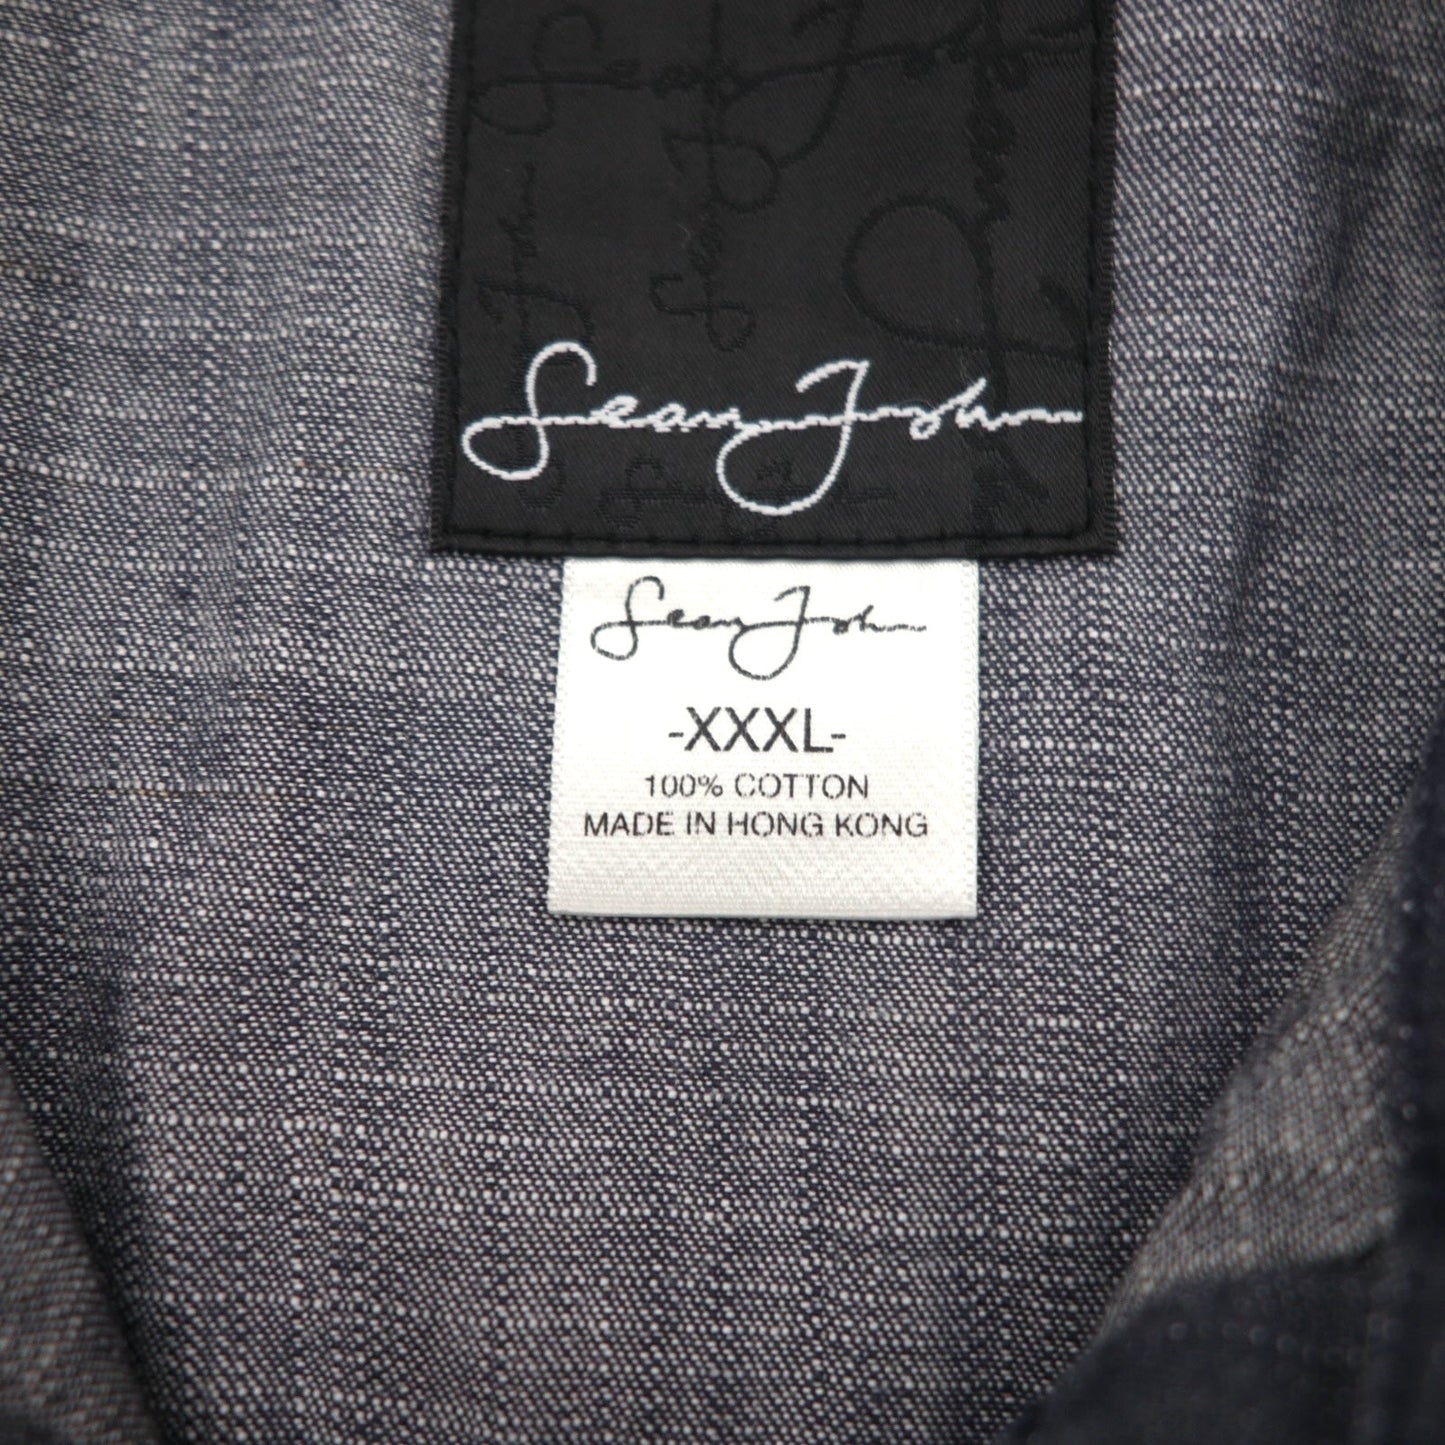 Sean John
Sean John
-XXXL-
100% COTTON
MADE IN HONG KONG